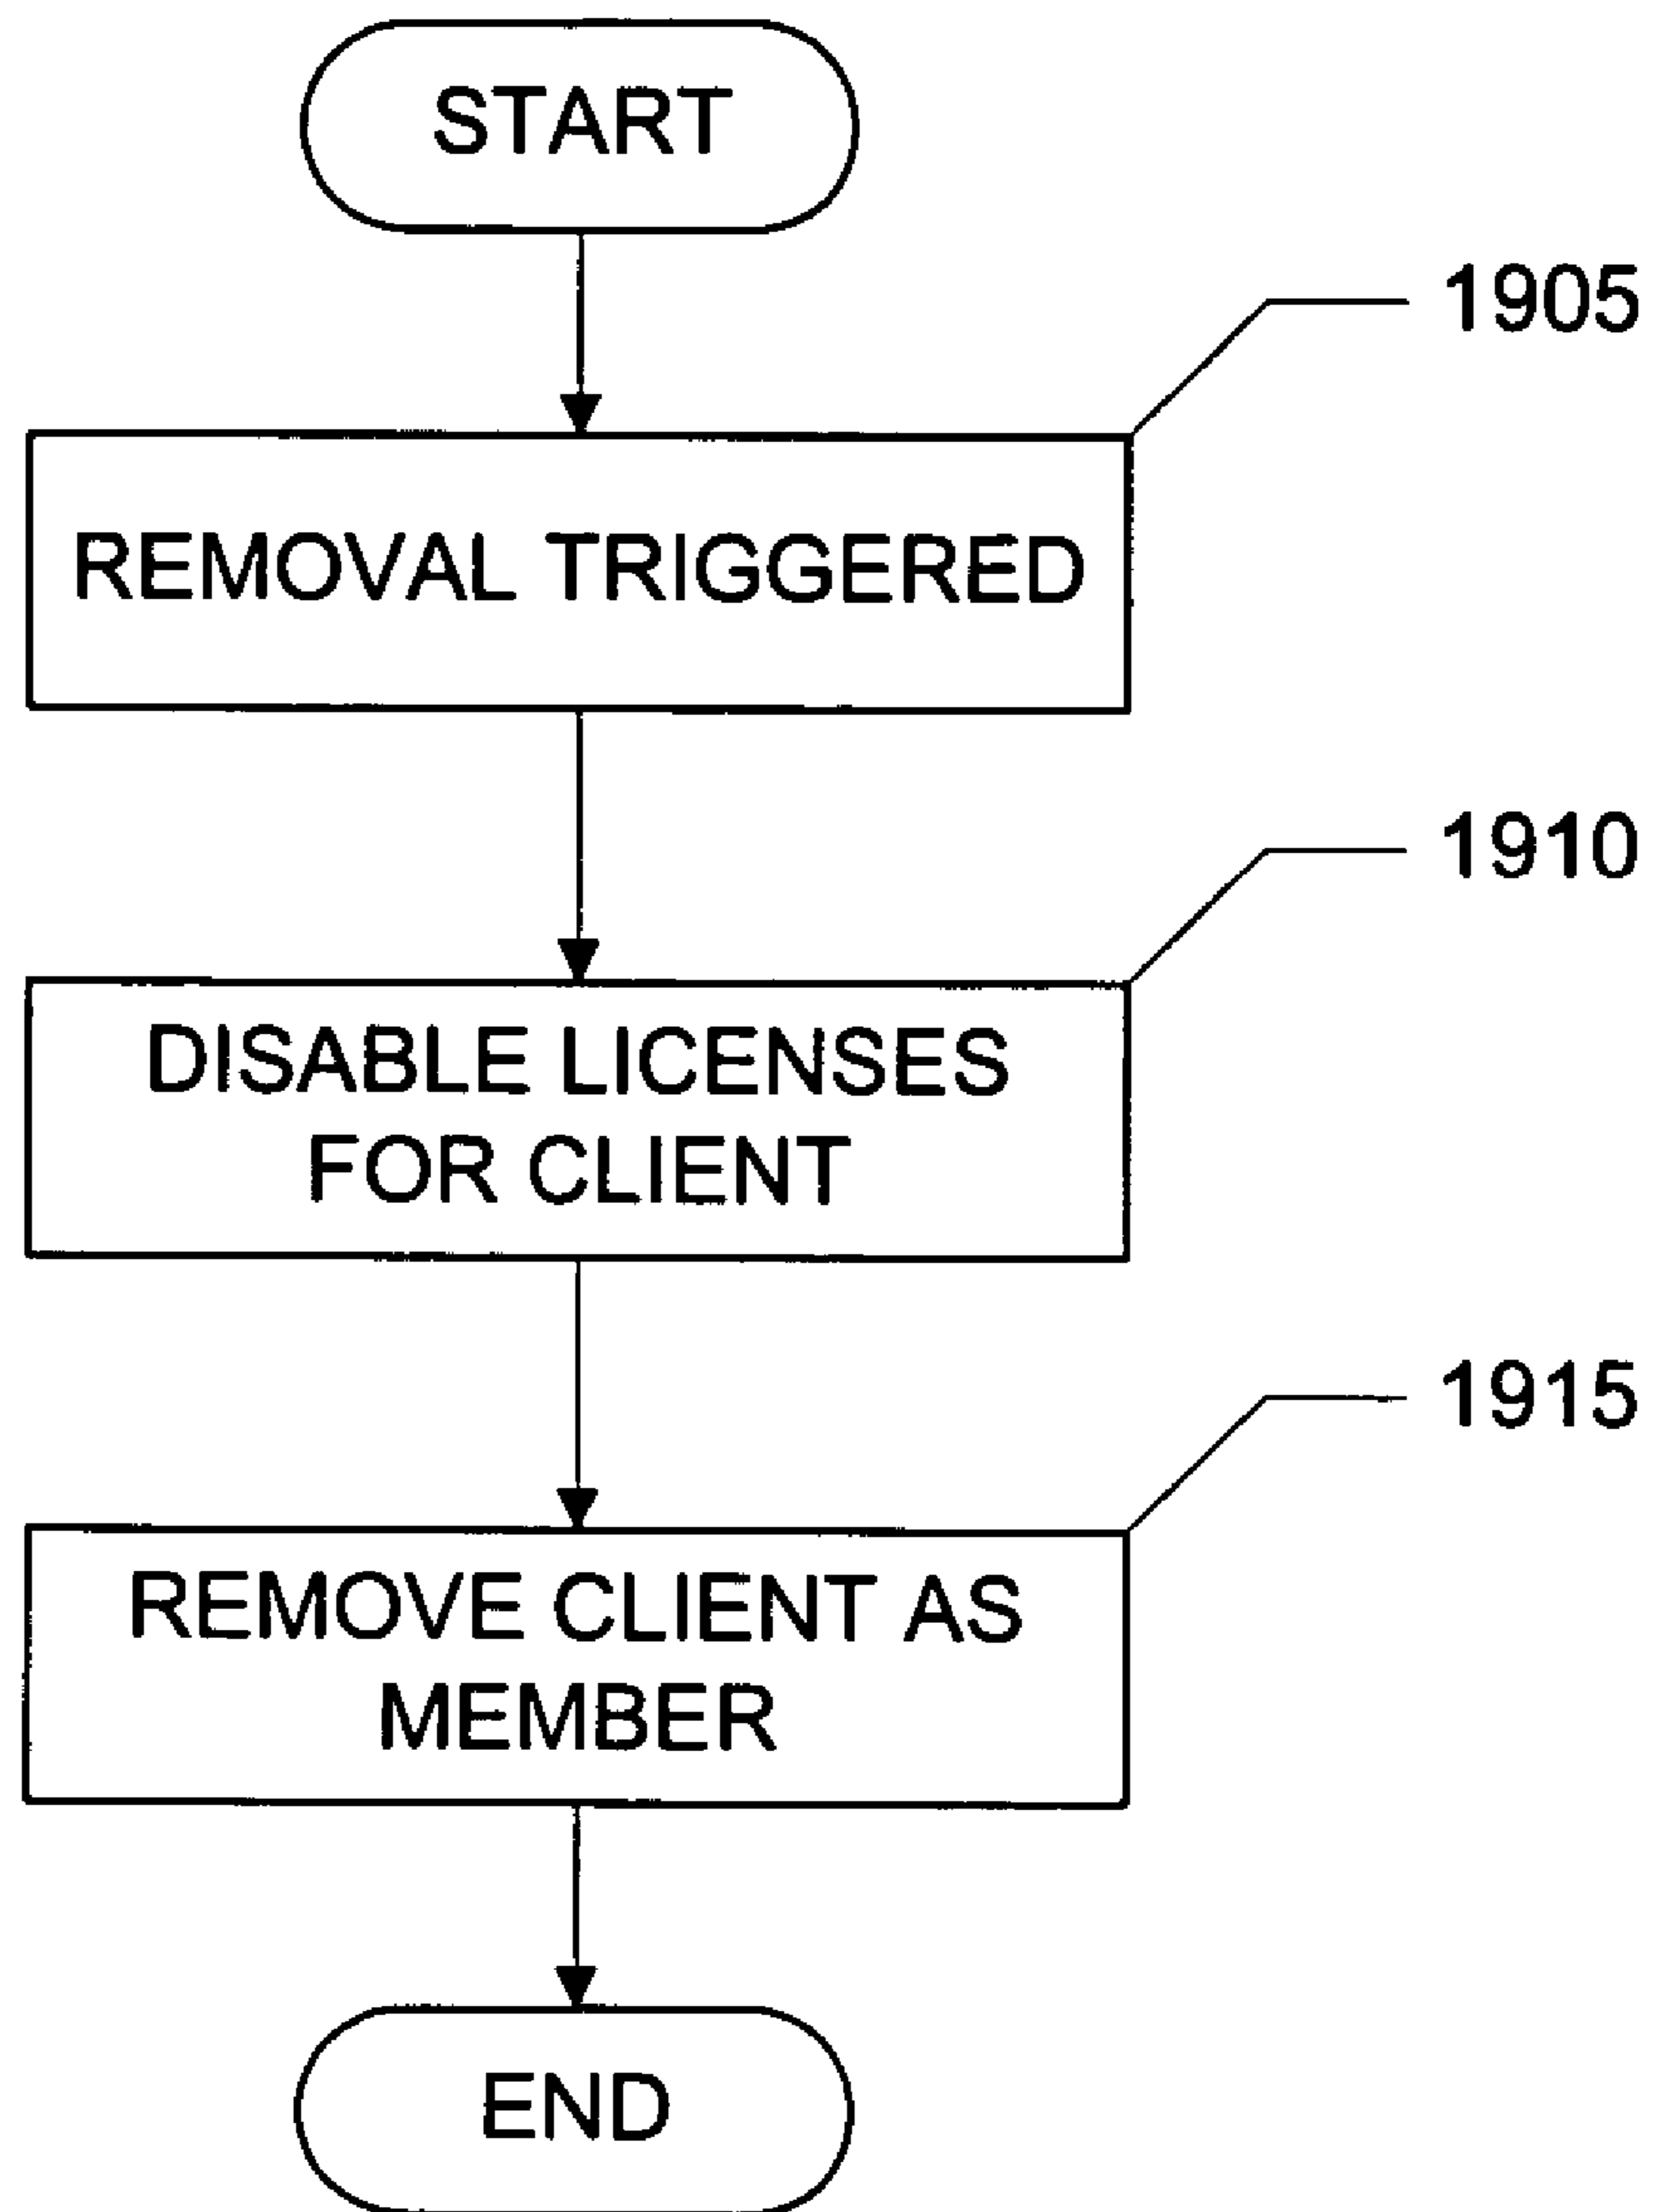 START
1905
REMOVAL TRIGGERED
1910
DISABLE LICENSES
FOR CLIENT
1915
REMOVE CLIENT AS
MEMBER
END